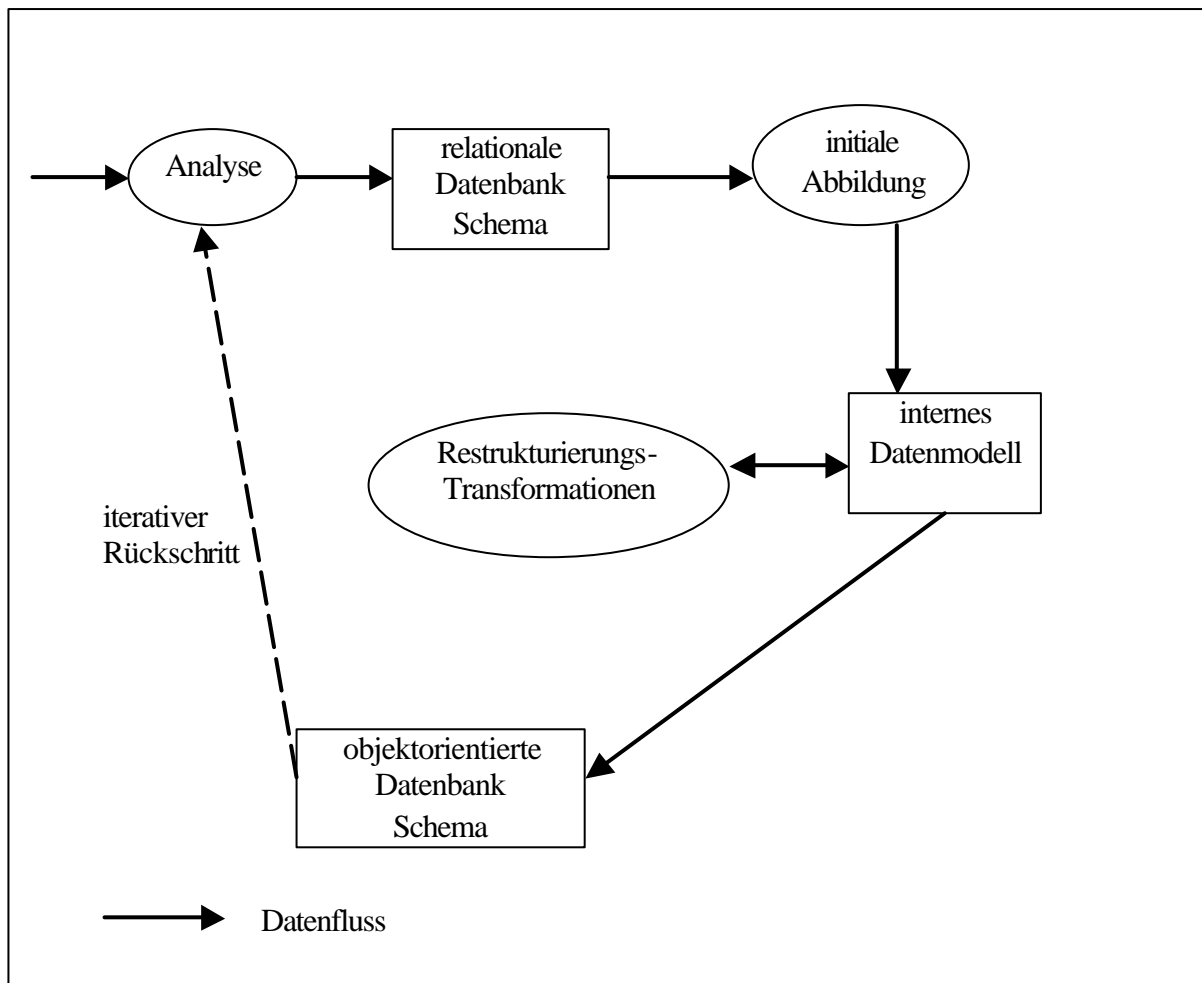 Analyse
relationale
Datenbank
Schema
initiale
Abbildung
internes
Datenmodell
Restrukturierungs-
Transformationen
iterativer
Rückschritt
objektorientierte
Datenbank
Schema
Datenfluss